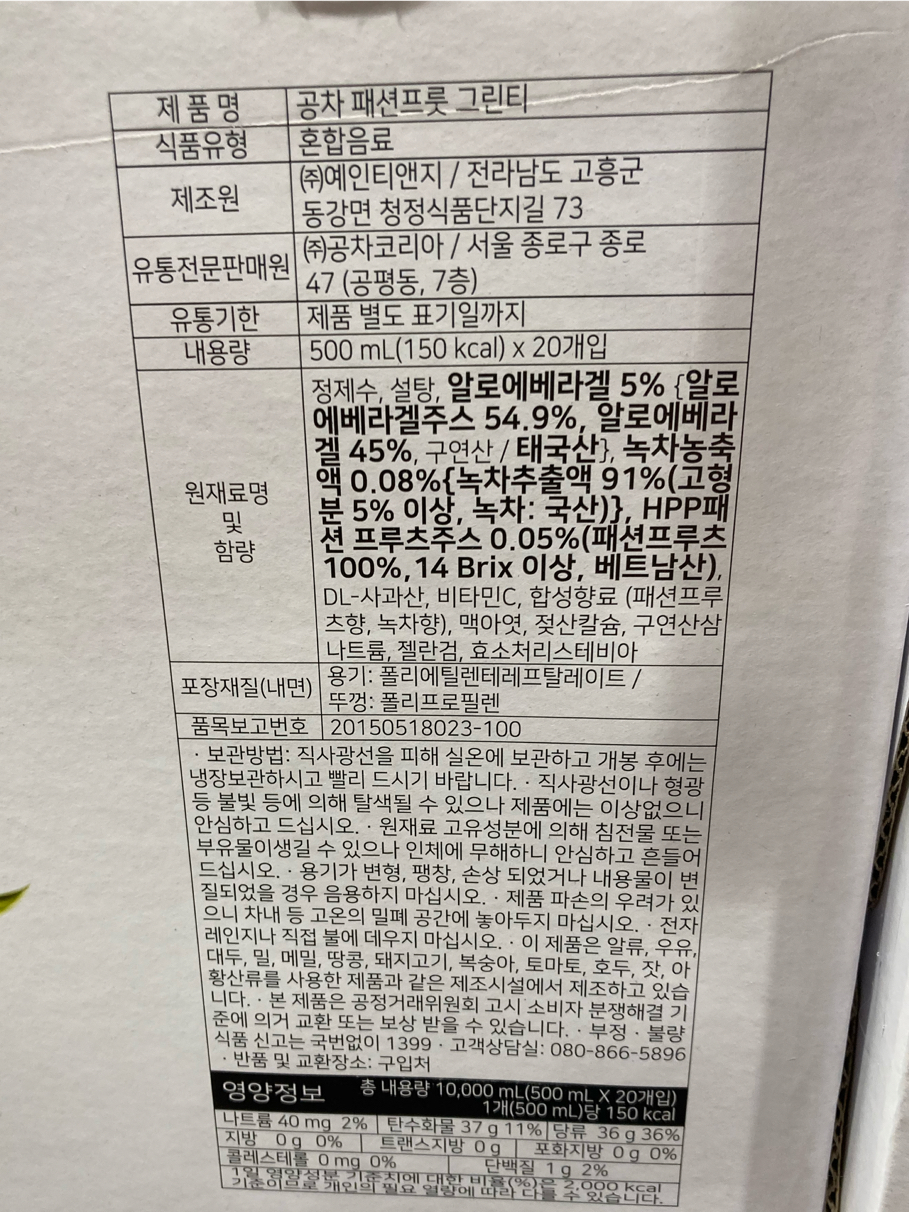 제 품 명 공차 패션프룻 그린티
식품유형 혼합음료
제조원 ㈜예인티앤지 / 전라남도 고흥군
동강면 청정식품단지길 73
유통전문판매원 ㈜공차코리아 / 서울 종로구 종로
47 (공평동, 7층)
유통기한 제품 별도 표기일까지
내용량 500 mL(150 kcal) x 20개입
원재료명
및
함량
정제수, 설탕, 알로에베라겔 5% {알로
에베라겔주스 54.9%, 알로에베라
겔 45%, 구연산 / 태국산}, 녹차농축
액 0.08%{녹차추출액 91%(고형
분 5% 이상, 녹차: 국산)}, HPP패
션 프루츠주스 0.05%(패션프루츠
100%, 14 Brix 이상, 베트남산),
DL-사과산, 비타민C, 합성향료 (패션프루
츠향, 녹차향), 맥아엿, 젖산칼슘, 구연산삼
나트륨, 젤란검, 효소처리스테비아
포장재질(내면) 용기: 폴리에틸렌테레프탈레이트 /
뚜껑: 폴리프로필렌
품목보고번호 20150518023-100
· 보관방법: 직사광선을 피해 실온에 보관하고 개봉 후에는
냉장보관하시고 빨리 드시기 바랍니다. · 직사광선이나 형광
등 불빛 등에 의해 탈색될 수 있으나 제품에는 이상없으니
안심하고 드십시오. · 원재료 고유성분에 의해 침전물 또는
부유물이생길 수 있으나 인체에 무해하니 안심하고 흔들어
드십시오. · 용기가 변형, 팽창, 손상 되었거나 내용물이 변
질되었을 경우 음용하지 마십시오. · 제품 파손의 우려가 있
으니 차내 등 고온의 밀폐 공간에 놓아두지 마십시오. · 전자
레인지나 직접 불에 데우지 마십시오. · 이 제품은 알류, 우유,
대두, 밀, 메밀, 땅콩, 돼지고기, 복숭아, 토마토, 호두, 잣, 아
황산류를 사용한 제품과 같은 제조시설에서 제조하고 있습
니다. · 본 제품은 공정거래위원회 고시 소비자 분쟁해결 기
준에 의거 교환 또는 보상 받을 수 있습니다. · 부정 · 불량
식품 신고는 국번없이 1399 · 고객상담실: 080-866-5896
· 반품 및 교환장소: 구입처
영양정보 총 내용량 10,000 mL(500 mL X 20개입)
1개(500 mL)당 150 kcal
나트륨 40 mg 2% 탄수화물 37 g 11% 당류 36 g 36%
지방 0 g 0% 트랜스지방 0 g 포화지방 0 g 0%
콜레스테롤 0 mg 0% 단백질 1 g 2%
1일 영양성분 기준치에 대한 비율(%)은 2,000 kcal
기준이므로 개인의 필요 열량에 따라 다를 수 있습니다.